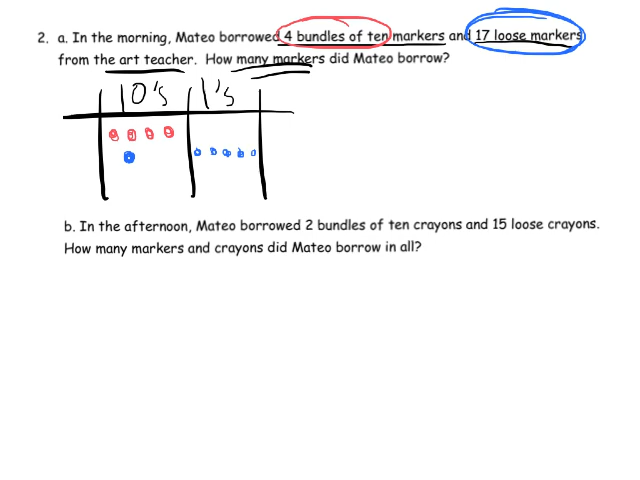 2. a. In the morning, Mateo borrowed 4 bundles of ten markers and 17 loose markers
from the art teacher. How many markers did Mateo borrow?
10's 1's
b. In the afternoon, Mateo borrowed 2 bundles of ten crayons and 15 loose crayons.
How many markers and crayons did Mateo borrow in all?